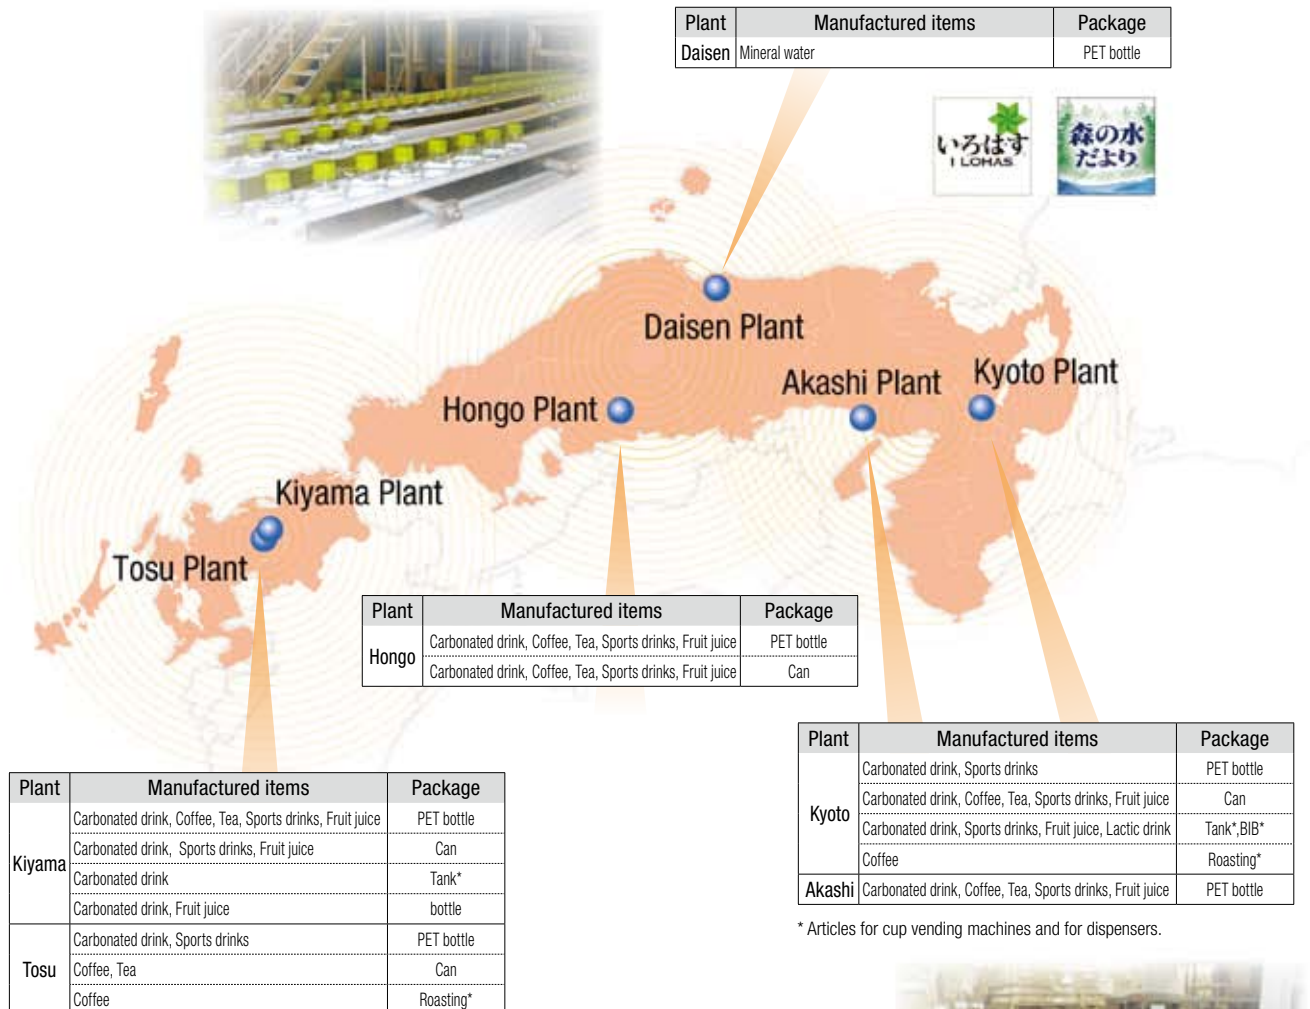 Plant Manufactured items Package
Daisen Mineral water PET bottle
いろはす
I LOHAS
森の水
だより
Daisen Plant
Akashi Plant
Kyoto Plant
Hongo Plant
Kiyama Plant
Tosu Plant
Plant Manufactured items Package
Hongo
Carbonated drink, Coffee, Tea, Sports drinks, Fruit juice PET bottle
Carbonated drink, Coffee, Tea, Sports drinks, Fruit juice Can
Plant Manufactured items Package
Kiyama
Carbonated drink, Coffee, Tea, Sports drinks, Fruit juice PET bottle
Carbonated drink, Sports drinks, Fruit juice Can
Carbonated drink Tank*
Carbonated drink, Fruit juice bottle
Tosu
Carbonated drink, Sports drinks PET bottle
Coffee, Tea Can
Coffee Roasting*
Plant Manufactured items Package
Kyoto
Carbonated drink, Sports drinks PET bottle
Carbonated drink, Coffee, Tea, Sports drinks, Fruit juice Can
Carbonated drink, Sports drinks, Fruit juice, Lactic drink Tank*,BIB*
Coffee Roasting*
Akashi Carbonated drink, Coffee, Tea, Sports drinks, Fruit juice PET bottle
* Articles for cup vending machines and for dispensers.